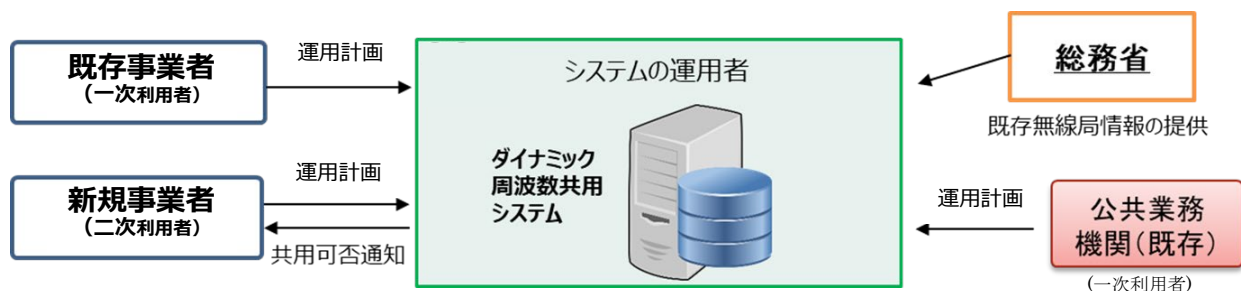 既存事業者
(一次利用者)
運用計画
新規事業者
(二次利用者)
運用計画
共用可否通知
システムの運用者
ダイナミック
周波数共用
システム
総務省
既存無線局情報の提供
運用計画
公共業務
機関(既存)
(一次利用者)